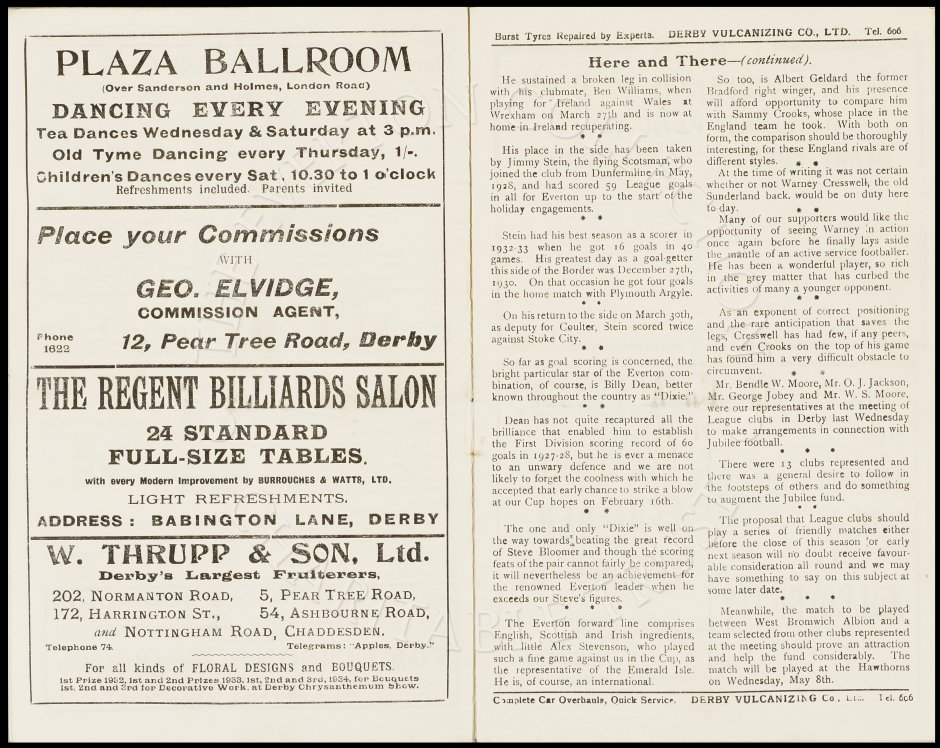 PLAZA BALLROOM
(Over Sanderson and Holmes, London Road)
DANCING EVERY EVENING
Tea Dances Wednesday & Saturday at 3 p.m.
Old Tyme Dancing every Thursday, 1/-.
Children's Dances every Sat., 10.30 to 1 o'clock
Refreshments included. Parents invited
Place your Commissions
WITH
GEO. ELVIDGE,
COMMISSION AGENT,
Phone 1622
12, Pear Tree Road, Derby
THE REGENT BILLIARDS SALON
24 STANDARD
FULL-SIZE TABLES.
with every Modern Improvement by BURROUCHES & WATTS, LTD.
LIGHT REFRESHMENTS.
ADDRESS: BABINGTON LANE, DERBY
W. THRUPP & SON, Ltd.
Derby's Largest Fruiterers,
202, NORMANTON ROAD, 5, PEAR TREE ROAD,
172, HARRINGTON ST., 54, ASHBOURNE ROAD,
and NOTTINGHAM ROAD, CHADDESDEN.
Telephone 74. Telegrams: "Apples, Derby."
For all kinds of FLORAL DESIGNS and BOUQUETS.
1st Prize 1932, 1st and 2nd Prizes 1933, 1st, 2nd and 3rd, 1934, for Bouquets
1st, 2nd and 3rd for Decorative Work, at Derby Chrysanthemum Show.
Burst Tyres Repaired by Experts. DERBY VULCANIZING CO., LTD. Tel. 606
Here and There—(continued).
He sustained a broken leg in collision
with his clubmate, Ben Williams, when
playing for Ireland against Wales at
Wrexham on March 27th and is now at
home in Ireland recuperating.
* *
His place in the side has been taken
by Jimmy Stein, the flying Scotsman, who
joined the club from Dunfermline in May,
1928, and had scored 59 League goals
in all for Everton up to the start of the
holiday engagements.
* *
Stein had his best season as a scorer in
1932-33 when he got 16 goals in 40
games. His greatest day as a goal-getter
this side of the Border was December 27th,
1930. On that occasion he got four goals
in the home match with Plymouth Argyle.
* *
On his return to the side on March 30th,
as deputy for Coulter, Stein scored twice
against Stoke City.
* *
So far as goal scoring is concerned, the
bright particular star of the Everton com-
bination, of course, is Billy Dean, better
known throughout the country as "Dixie."
* *
Dean has not quite recaptured all the
brilliance that enabled him to establish
the First Division scoring record of 60
goals in 1927-28, but he is ever a menace
to an unwary defence and we are not
likely to forget the coolness with which he
accepted that early chance to strike a blow
at our Cup hopes on February 16th.
* *
The one and only "Dixie" is well on
the way towards beating the great record
of Steve Bloomer and though the scoring
feats of the pair cannot fairly be compared,
it will nevertheless be an achievement for
the renowned Everton leader when he
exceeds our Steve's figures.
* * *
The Everton forward line comprises
English, Scottish and Irish ingredients,
with little Alex Stevenson, who played
such a fine game against us in the Cup, as
the representative of the Emerald Isle.
He is, of course, an international.
So too, is Albert Geldard the former
Bradford right winger, and his presence
will afford opportunity to compare him
with Sammy Crooks, whose place in the
England team he took. With both on
form, the comparison should be thoroughly
interesting, for these England rivals are of
different styles.
* *
At the time of writing it was not certain
whether or not Warney Cresswell, the old
Sunderland back. would be on duty here
to-day.
* *
Many of our supporters would like the
opportunity of seeing Warney in action
once again before he finally lays aside
the mantle of an active service footballer.
He has been a wonderful player, so rich
in the grey matter that has curbed the
activities of many a younger opponent.
* *
As an exponent of correct positioning
and the rare anticipation that saves the
legs, Cresswell has had few, if any peers,
and even Crooks on the top of his game
has found him a very difficult obstacle to
circumvent.
* *
Mr. Bendle W. Moore, Mr. O. J. Jackson,
Mr. George Jobey and Mr. W. S. Moore,
were our representatives at the meeting of
League clubs in Derby last Wednesday
to make arrangements in connection with
Jubilee football.
* * *
There were 13 clubs represented and
there was a general desire to follow in
the footsteps of others and do something
to augment the Jubilee fund.
* *
The proposal that League clubs should
play a series of friendly matches either
before the close of this season or early
next season will no doubt receive favour-
able consideration all round and we may
have something to say on this subject at
some later date.
* * *
Meanwhile, the match to be played
between West Bromwich Albion and a
team selected from other clubs represented
at the meeting should prove an attraction
and help the fund considerably. The
match will be played at the Hawthorns
on Wednesday, May 8th.
Complete Car Overhauls, Quick Service. DERBY VULCANIZING Co., LTD. Tel. 606